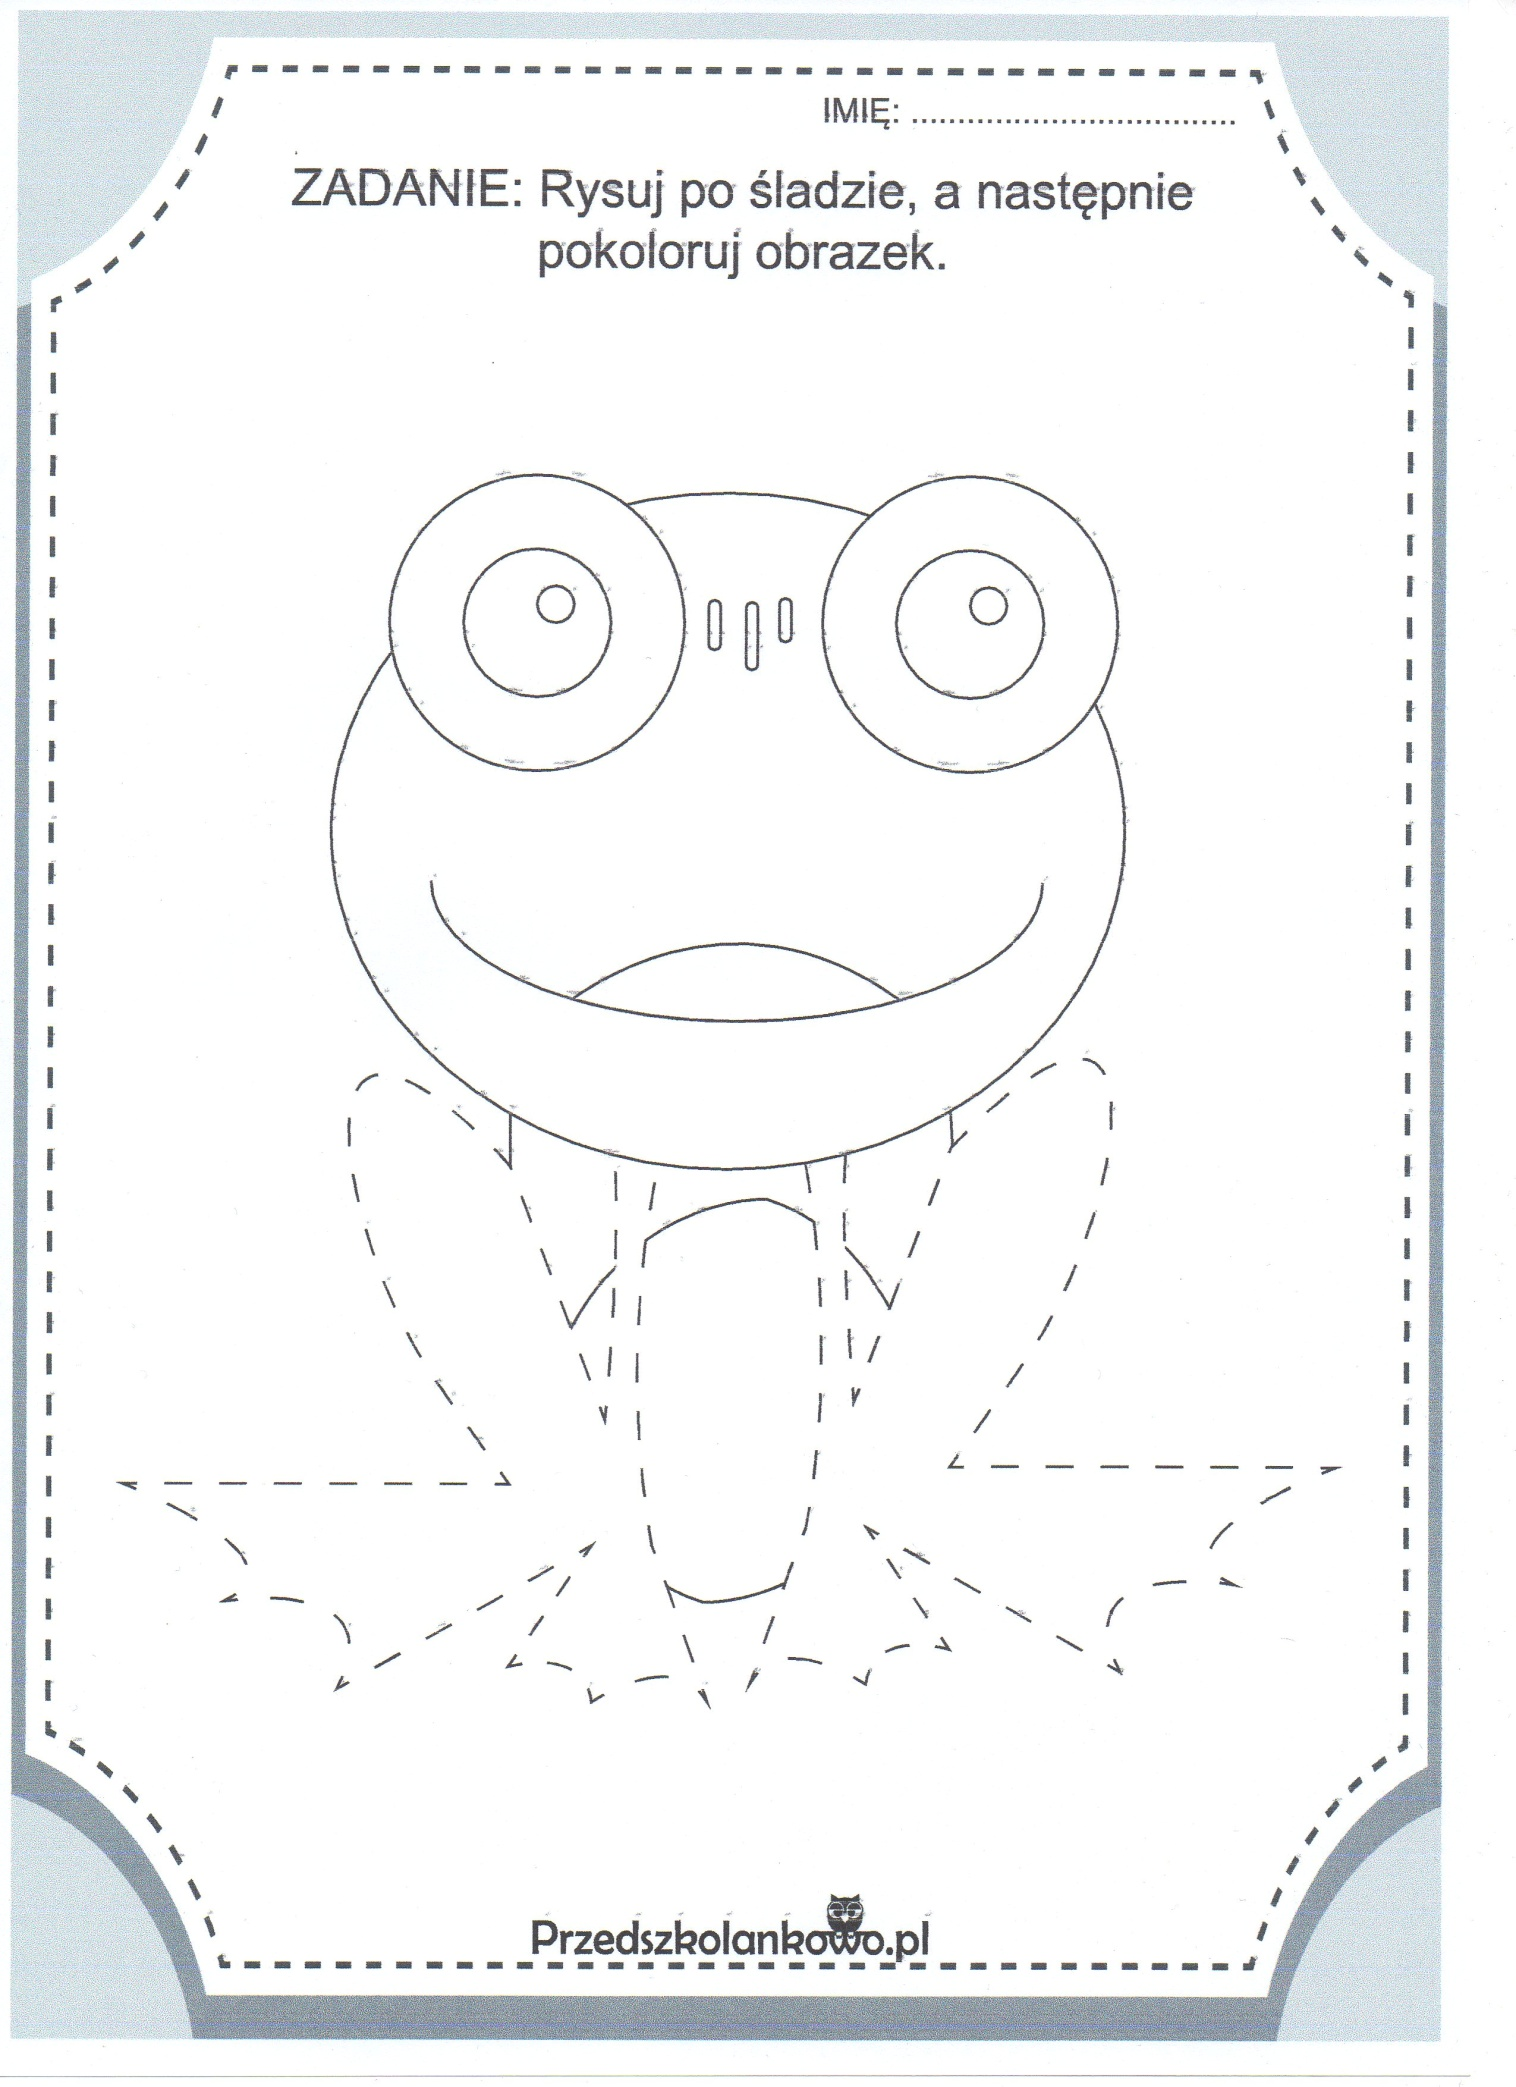 IMIĘ: ..................................
ZADANIE: Rysuj po śladzie, a następnie
pokoloruj obrazek.
Przedszkolankowo.pl